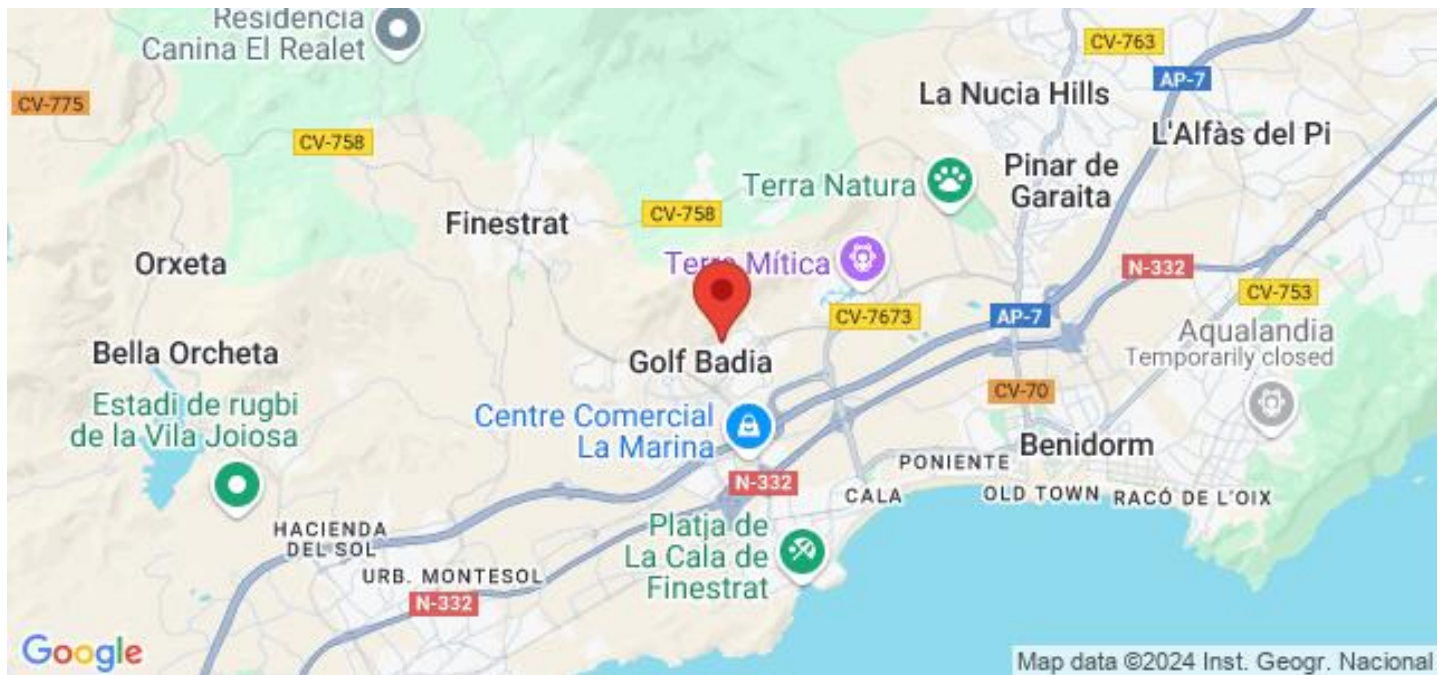 Residencia
Canina El Realet
CV-763
AP-7
CV-775
La Nucia Hills
CV-758
L'Alfàs del Pi
Terra Natura
Pinar de
Garaita
Finestrat
CV-758
Orxeta
Terra Mítica
N-332
CV-753
CV-7673
AP-7
Aqualandia
Temporarily closed
Bella Orcheta
Golf Badia
CV-70
Estadi de rugbi
de la Vila Joiosa
Centre Comercial
La Marina
Benidorm
PONIENTE
N-332
CALA
OLD TOWN
RACÓ DE L'OIX
HACIENDA
DEL SOL
Platja de
La Cala de
Finestrat
URB. MONTESOL
N-332
Google
Map data ©2024 Inst. Geogr. Nacional